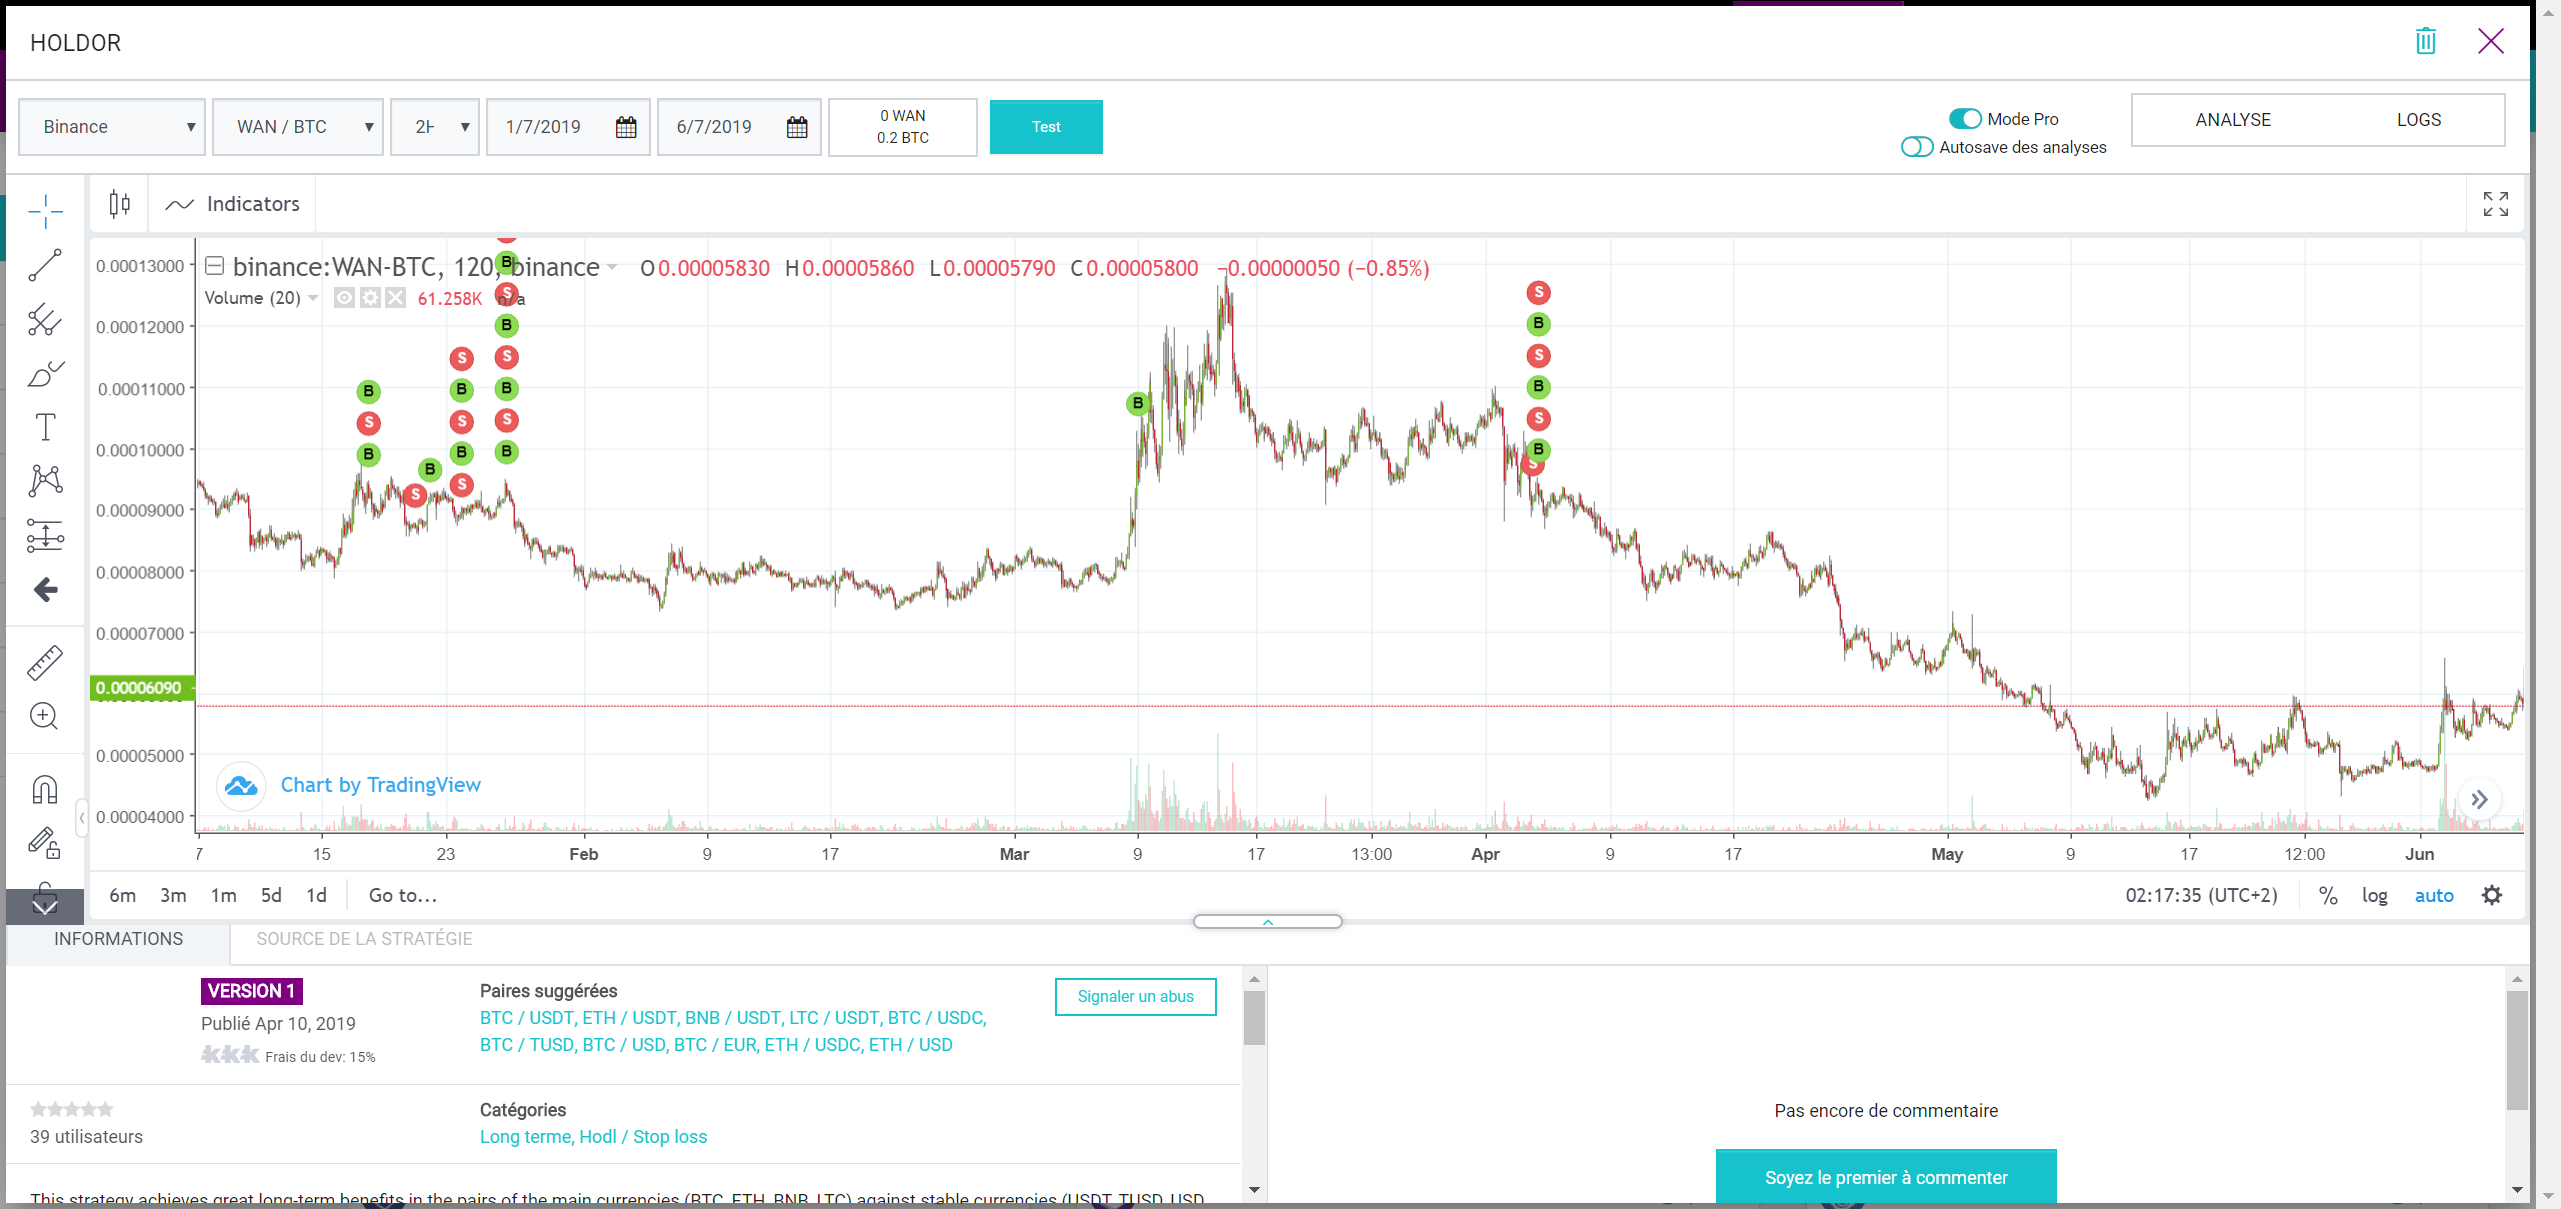 HOLDOR
Binance
WAN / BTC
2H
1/7/2019
6/7/2019
0 WAN
0.2 BTC
Test
Mode Pro
Autosave des analyses
ANALYSE
LOGS
Indicators
binance:WAN-BTC, 120, binance
O0.00005830 H0.00005860 L0.00005790 C0.00005800 −0.00000050 (−0.85%)
Volume (20) 61.258K n/a
0.00013000
0.00012000
0.00011000
0.00010000
0.00009000
0.00008000
0.00007000
0.00006090
0.00005000
0.00004000
B
S
B
S
B
S
B
S
B
S
B
S
B
S
B
S
B
B
S
B
S
B
S
B
S
Chart by TradingView
7 15 23 Feb 9 17 Mar 9 17 13:00 Apr 9 17 May 9 17 12:00 Jun
6m 3m 1m 5d 1d Go to...
02:17:35 (UTC+2) % log auto
INFORMATIONS
SOURCE DE LA STRATÉGIE
VERSION 1
Publié Apr 10, 2019
Frais du dev: 15%
Paires suggérées
BTC / USDT, ETH / USDT, BNB / USDT, LTC / USDT, BTC / USDC,
BTC / TUSD, BTC / USD, BTC / EUR, ETH / USDC, ETH / USD
Signaler un abus
39 utilisateurs
Catégories
Long terme, Hodl / Stop loss
This strategy achieves great long-term benefits in the pairs of the main currencies (BTC, ETH, BNB, LTC) against stable currencies (USDT, TUSD, USD,
Pas encore de commentaire
Soyez le premier à commenter